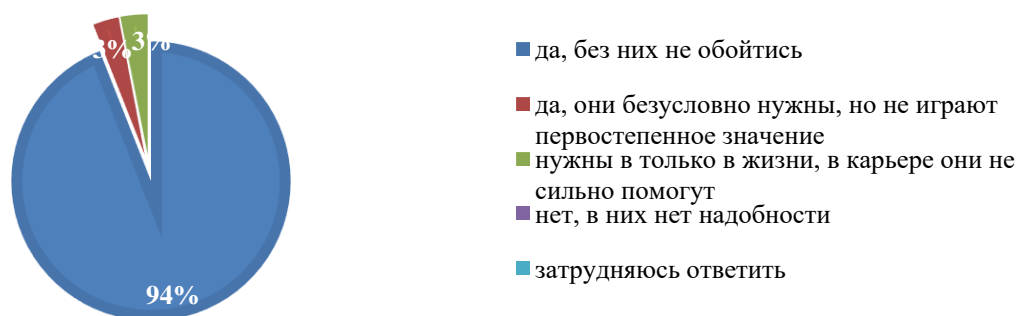 3%
3%
да, без них не обойтись
да, они безусловно нужны, но не играют
первостепенное значение
нужны в только в жизни, в карьере они не
сильно помогут
нет, в них нет надобности
затрудняюсь ответить
94%